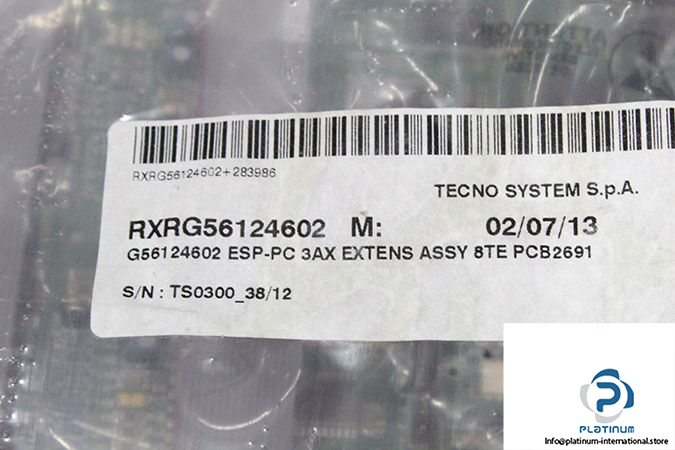 ATTENTION
RXRG56124602+283986
TECNO SYSTEM S.p.A.
RXRG56124602 M: 02/07/13
G56124602 ESP-PC 3AX EXTENS ASSY 8TE PCB2691
S/N : TS0300_38/12
PLATINUM
info@platinum-international.store